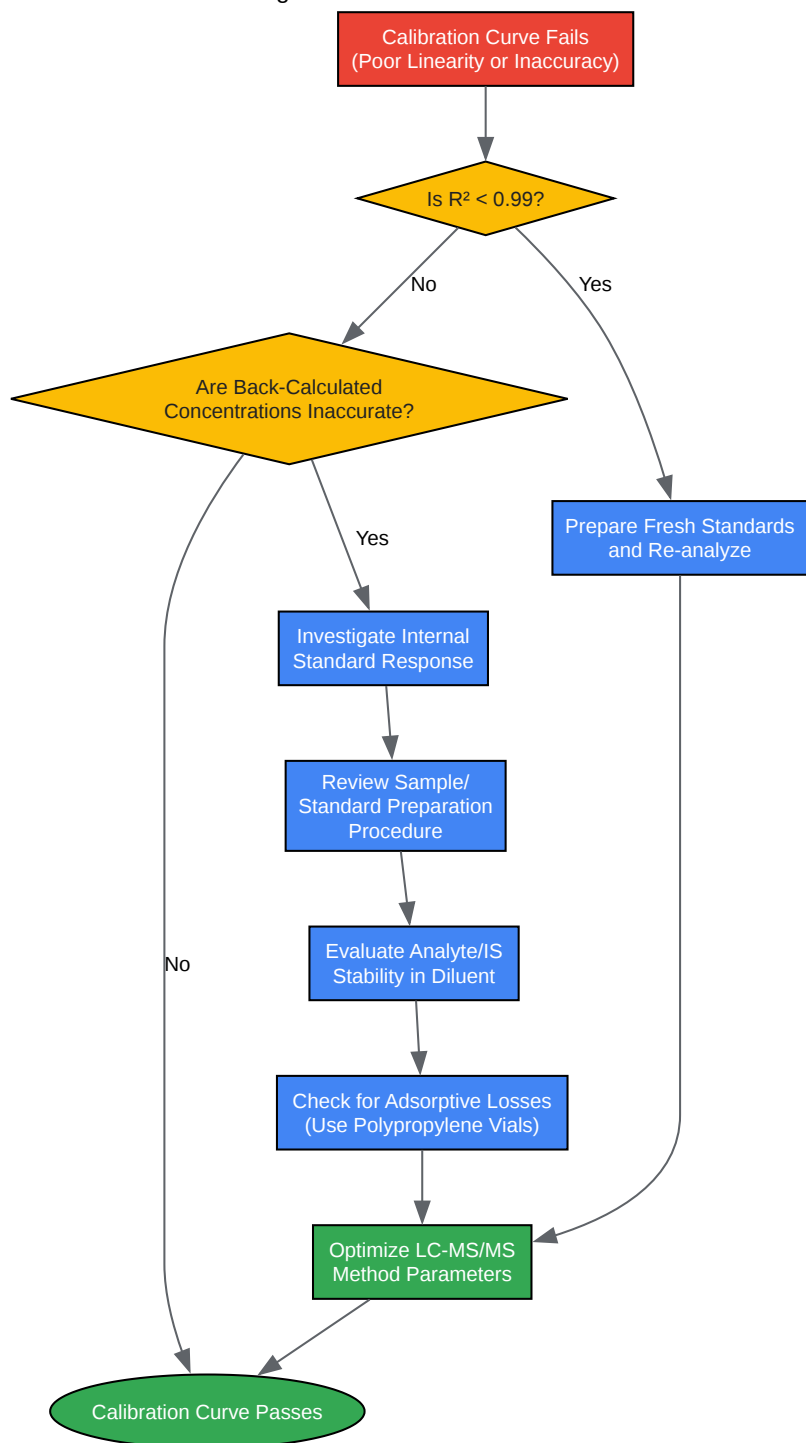 Calibration Curve Fails
(Poor Linearity or Inaccuracy)
Is R² < 0.99?
No
Yes
Are Back-Calculated
Concentrations Inaccurate?
Prepare Fresh Standards
and Re-analyze
Yes
Investigate Internal
Standard Response
Review Sample/
Standard Preparation
Procedure
Evaluate Analyte/IS
Stability in Diluent
No
Check for Adsorptive Losses
(Use Polypropylene Vials)
Optimize LC-MS/MS
Method Parameters
Calibration Curve Passes